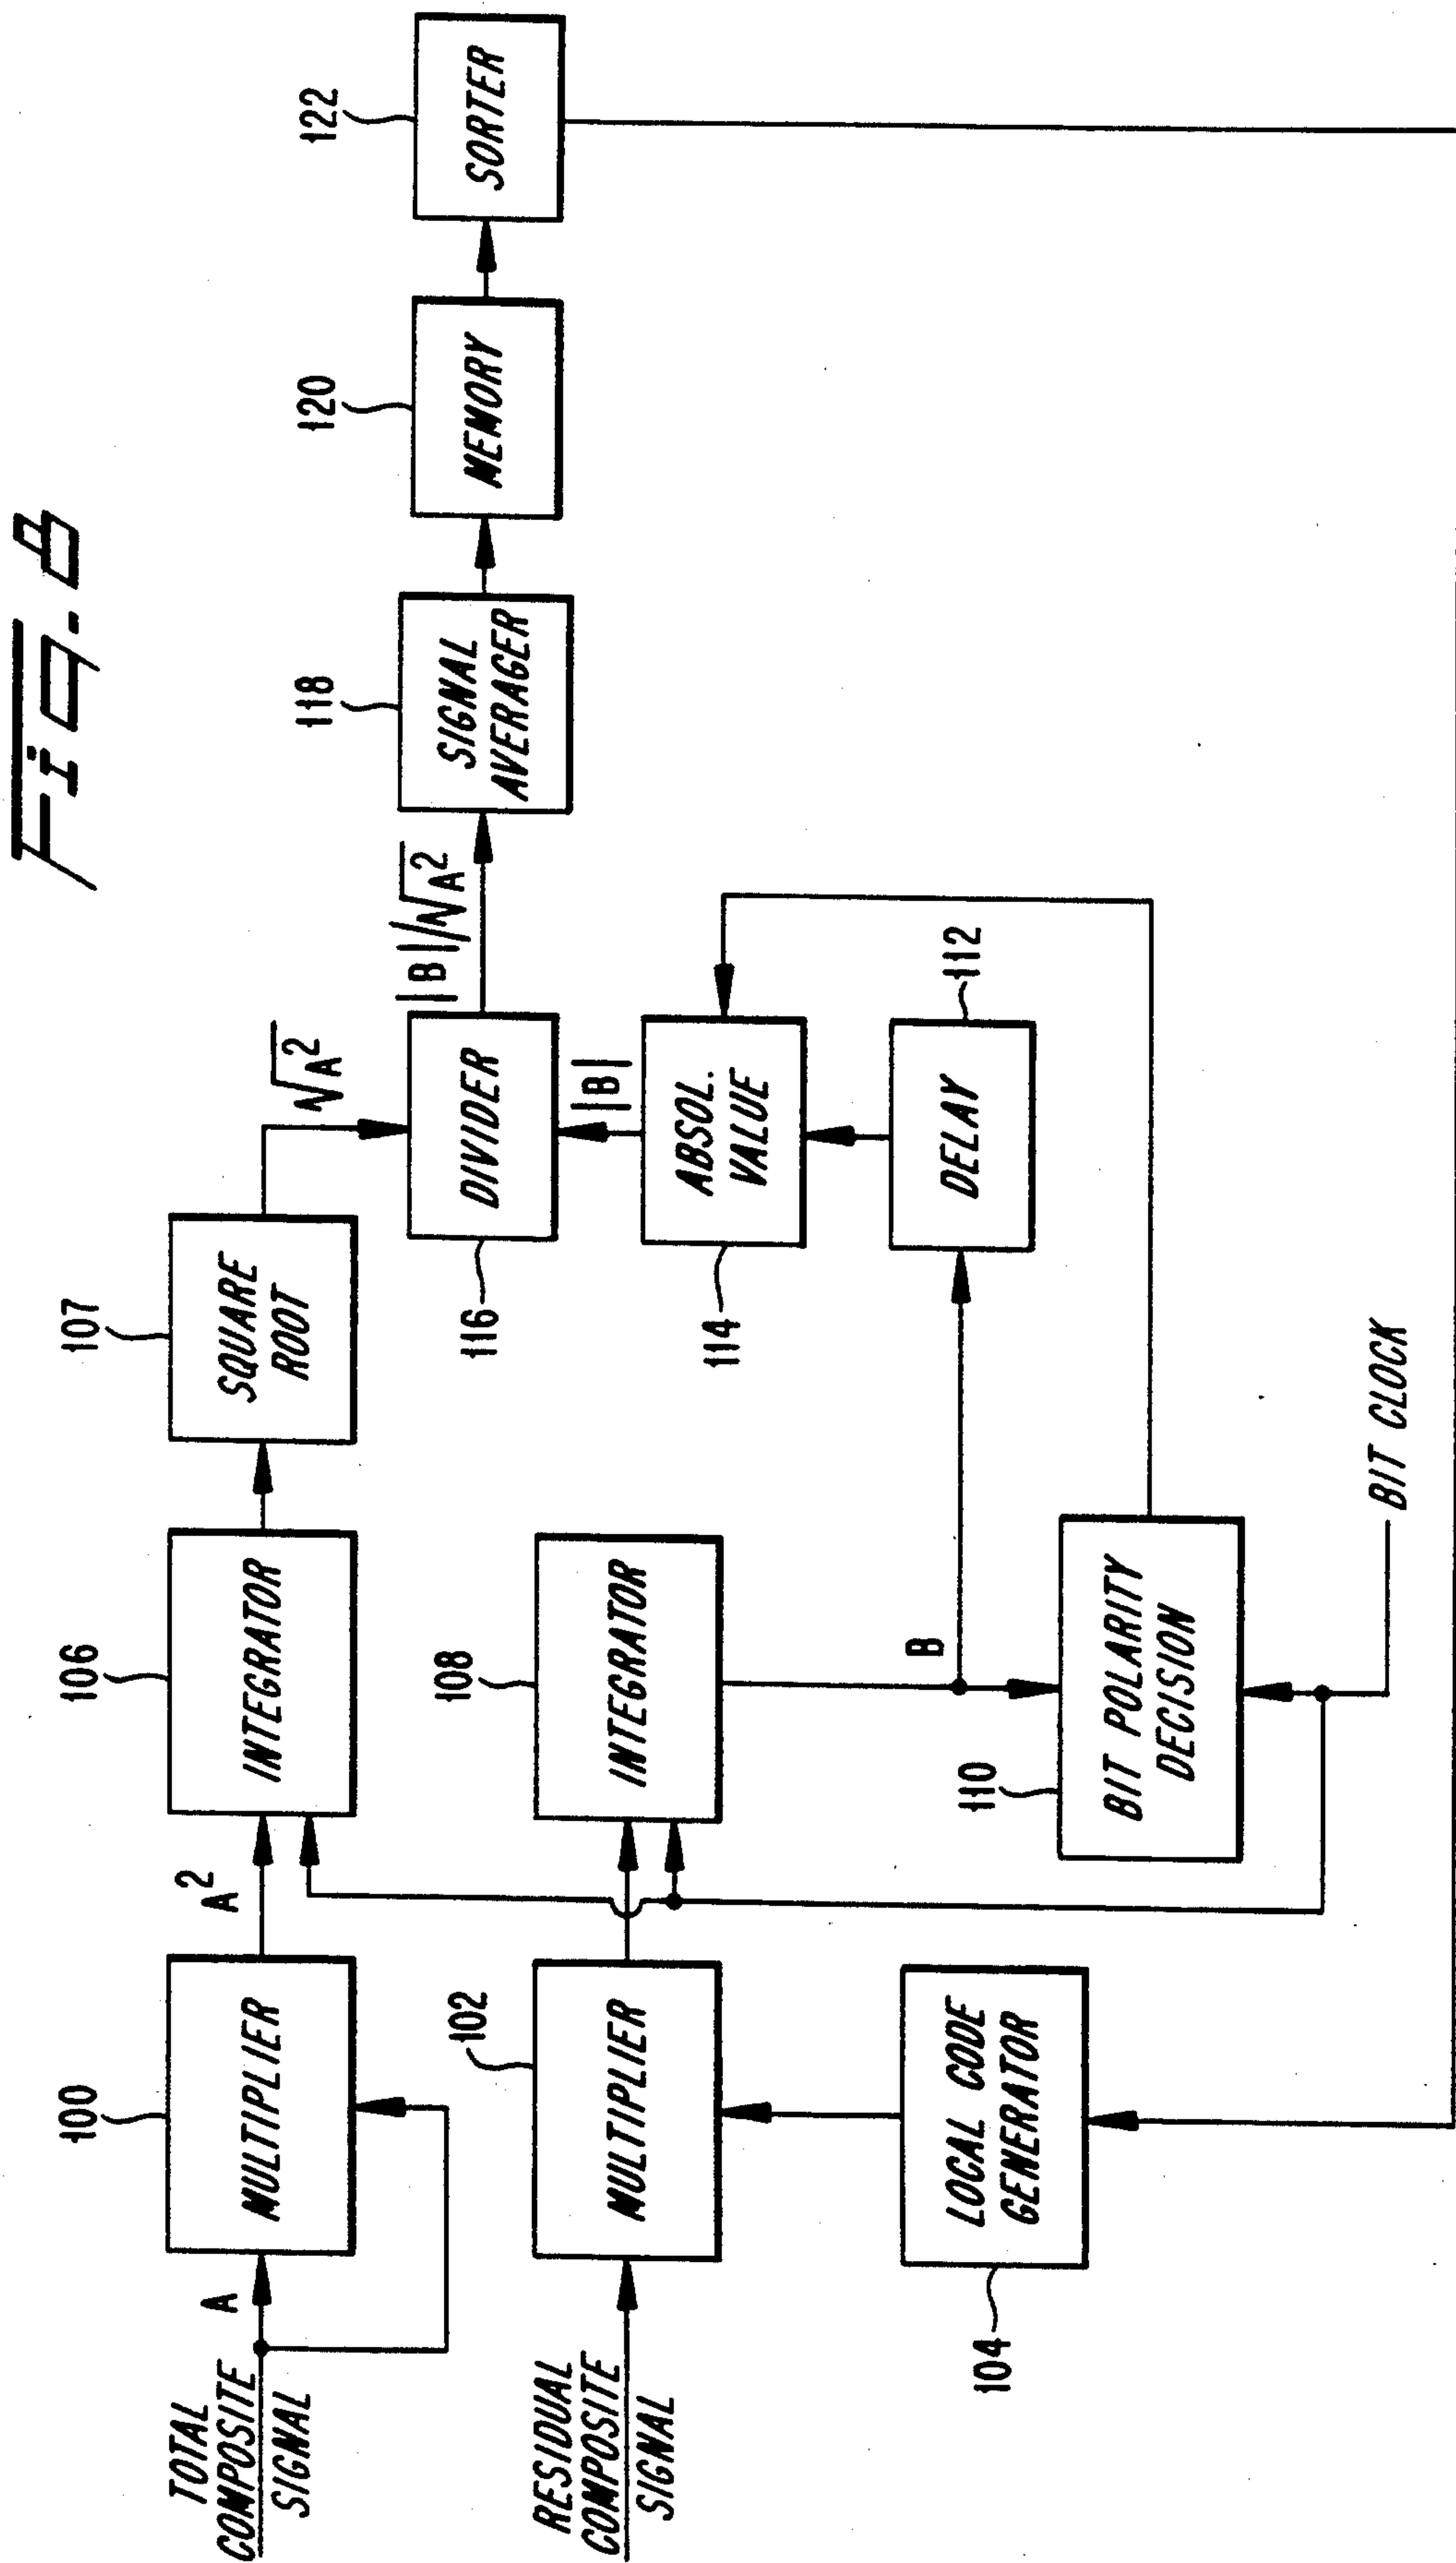 Fig. 8
TOTAL
COMPOSITE
SIGNAL
A
100
MULTIPLIER
A²
106
INTEGRATOR
107
SQUARE
ROOT
√A²
RESIDUAL
COMPOSITE
SIGNAL
102
MULTIPLIER
108
INTEGRATOR
B
104
LOCAL CODE
GENERATOR
110
BIT POLARITY
DECISION
BIT CLOCK
112
DELAY
114
ABSOL.
VALUE
|B|
116
DIVIDER
|B|/√A²
118
SIGNAL
AVERAGER
120
MEMORY
122
SORTER